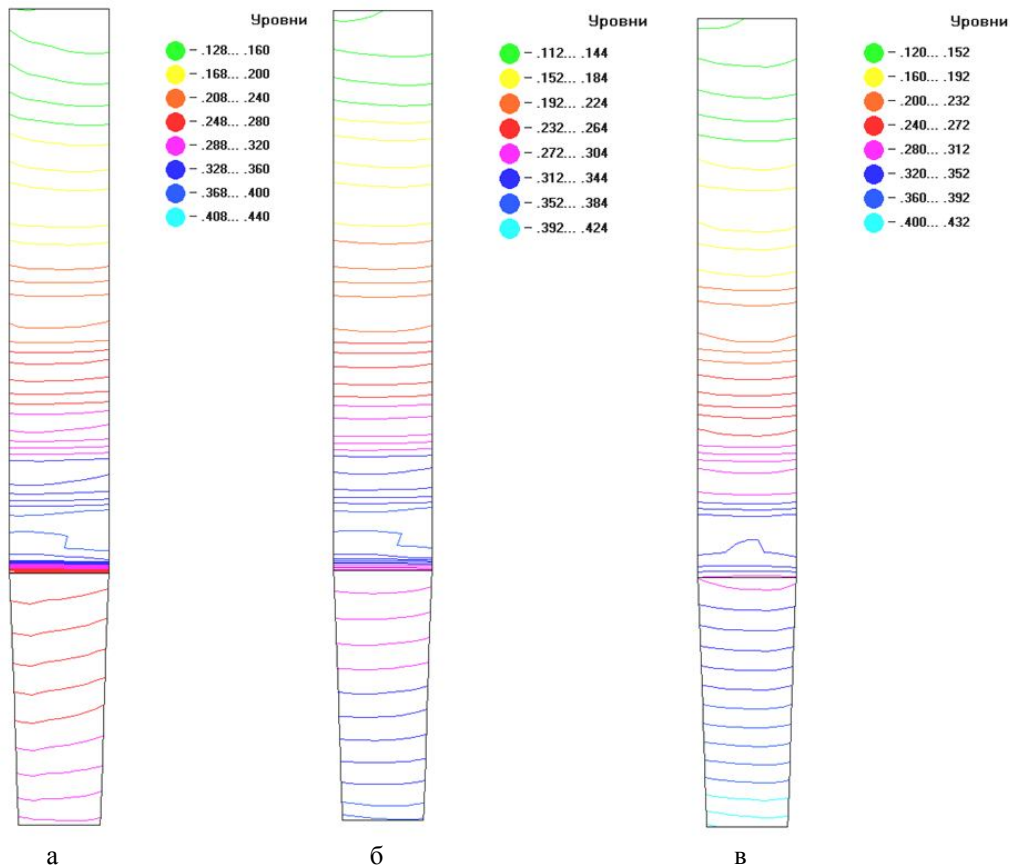 Уровни
– .128... .160
– .168... .200
– .208... .240
– .248... .280
– .288... .320
– .328... .360
– .368... .400
– .408... .440
Уровни
– .112... .144
– .152... .184
– .192... .224
– .232... .264
– .272... .304
– .312... .344
– .352... .384
– .392... .424
Уровни
– .120... .152
– .160... .192
– .200... .232
– .240... .272
– .280... .312
– .320... .352
– .360... .392
– .400... .432
а б в